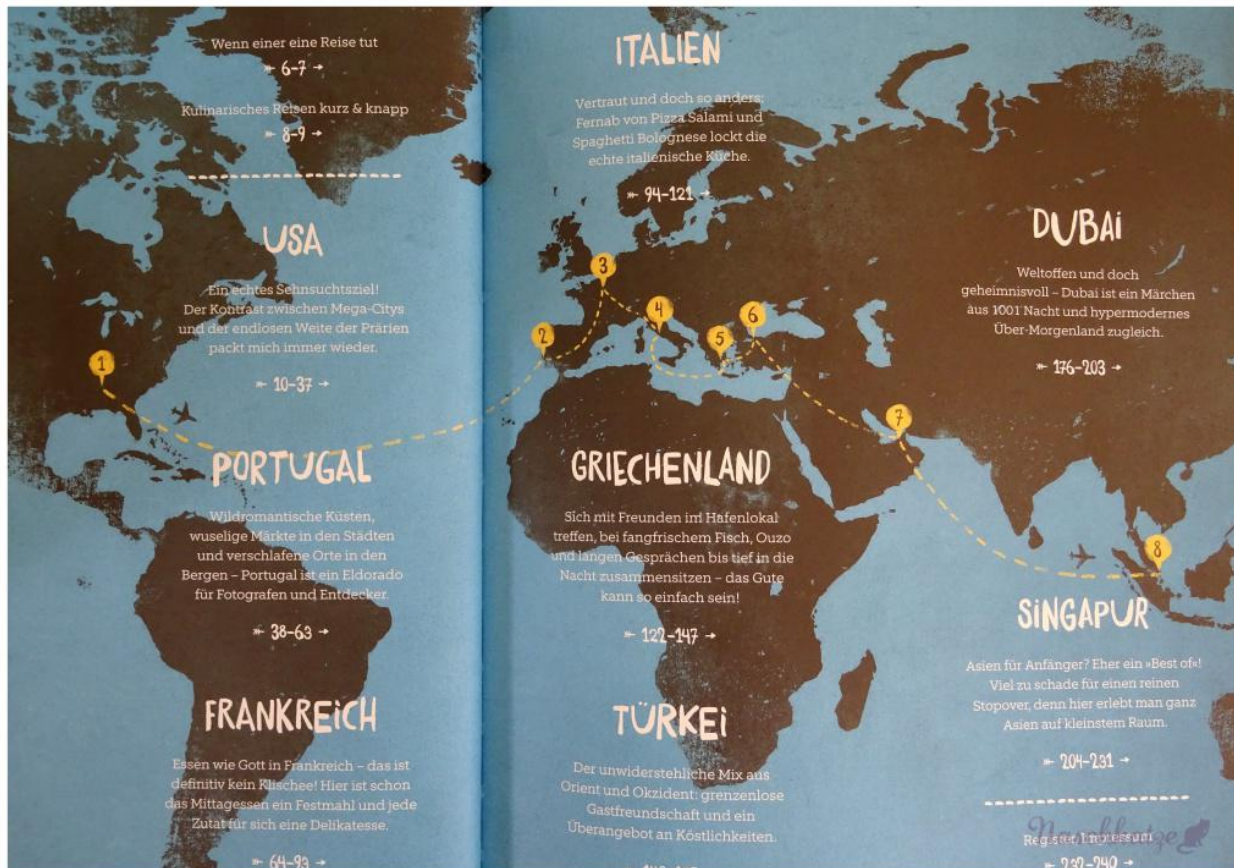 Wenn einer eine Reise tut
6–7
Kulinarisches Reisen kurz & knapp
8–9
USA
Ein echtes Sehnsuchtsziel!
Der Kontrast zwischen Mega-Citys
und der endlosen Weite der Prärien
packt mich immer wieder.
10–37
PORTUGAL
Wildromantische Küsten,
wuselige Märkte in den Städten
und verschlafene Orte in den
Bergen – Portugal ist ein Eldorado
für Fotografen und Entdecker.
38–63
FRANKREICH
Essen wie Gott in Frankreich – das ist
definitiv kein Klischee! Hier ist schon
das Mittagessen ein Festmahl und jede
Zutat für sich eine Delikatesse.
64–93
ITALIEN
Vertraut und doch so anders:
Fernab von Pizza Salami und
Spaghetti Bolognese lockt die
echte italienische Küche.
94–121
GRIECHENLAND
Sich mit Freunden im Hafenlokal
treffen, bei fangfrischem Fisch, Ouzo
und langen Gesprächen bis tief in die
Nacht zusammensitzen – das Gute
kann so einfach sein!
122–147
TÜRKEI
Der unwiderstehliche Mix aus
Orient und Okzident: grenzenlose
Gastfreundschaft und ein
Überangebot an Köstlichkeiten.
DUBAI
Weltoffen und doch
geheimnisvoll – Dubai ist ein Märchen
aus 1001 Nacht und hypermodernes
Über-Morgenland zugleich.
176–203
SINGAPUR
Asien für Anfänger? Eher ein »Best of«!
Viel zu schade für einen reinen
Stopover, denn hier erlebt man ganz
Asien auf kleinstem Raum.
204–231
Register/Impressum
232–240
1
2
3
4
5
6
7
8